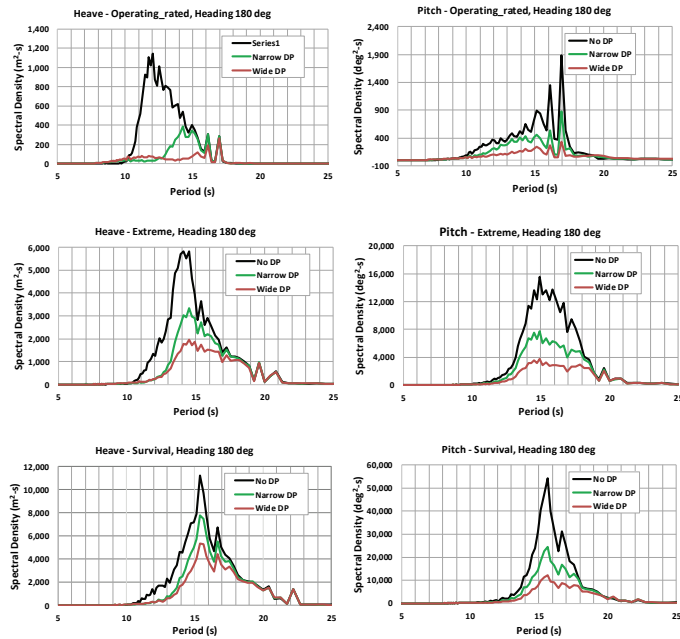 Heave - Operating_rated, Heading 180 deg
Spectral Density (m²-s)
1,400
1,200
1,000
800
600
400
200
0
5
10
15
20
25
Period (s)
Series1
Narrow DP
Wide DP
Pitch - Operating_rated, Heading 180 deg
Spectral Density (deg²-s)
2,900
2,400
1,900
1,400
900
400
-100
5
10
15
20
25
Period (s)
No DP
Narrow DP
Wide DP
Heave - Extreme, Heading 180 deg
Spectral Density (m²-s)
6,000
5,000
4,000
3,000
2,000
1,000
0
5
10
15
20
25
Period (s)
No DP
Narrow DP
Wide DP
Pitch - Extreme, Heading 180 deg
Spectral Density (deg²-s)
20,000
16,000
12,000
8,000
4,000
0
5
10
15
20
25
Period (s)
No DP
Narrow DP
Wide DP
Heave - Survival, Heading 180 deg
Spectral Density (m²-s)
12,000
10,000
8,000
6,000
4,000
2,000
0
5
10
15
20
25
Period (s)
No DP
Narrow DP
Wide DP
Pitch - Survival, Heading 180 deg
Spectral Density (deg²-s)
60,000
50,000
40,000
30,000
20,000
10,000
0
5
10
15
20
25
Period (s)
No DP
Narrow DP
Wide DP